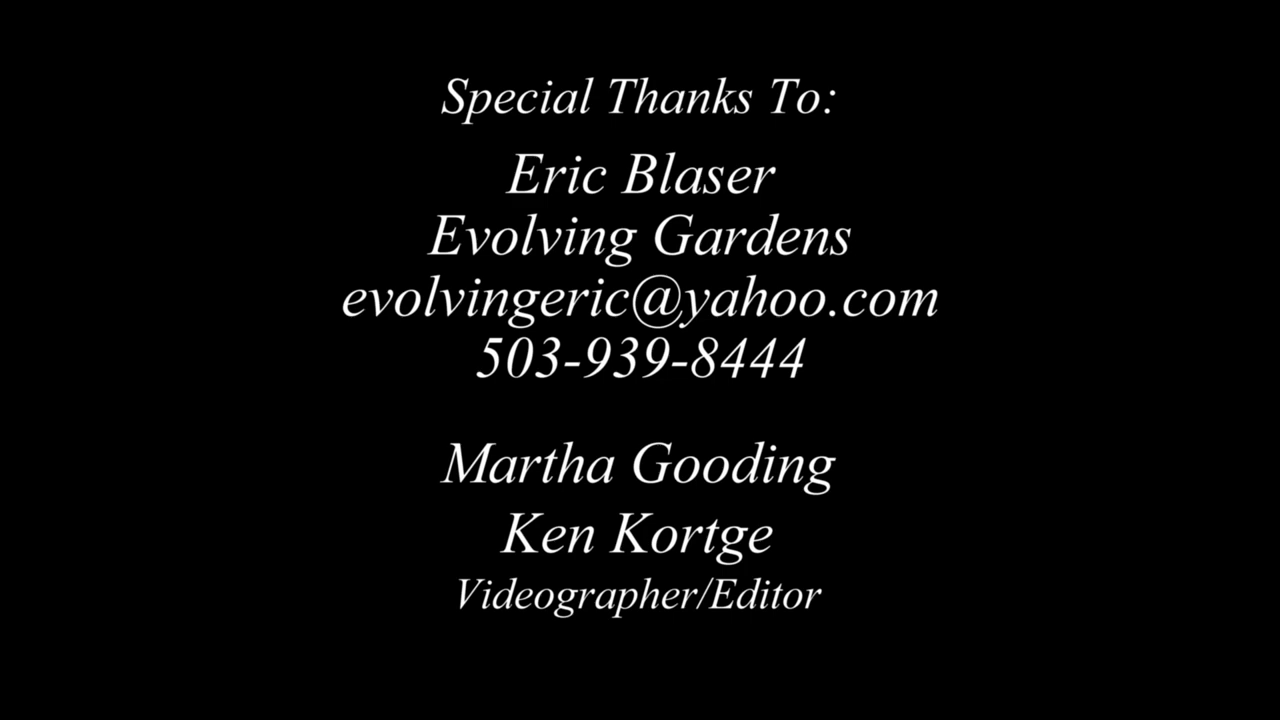 Special Thanks To:
Eric Blaser
Evolving Gardens
evolvingeric@yahoo.com
503-939-8444
Martha Gooding
Ken Kortge
Videographer/Editor